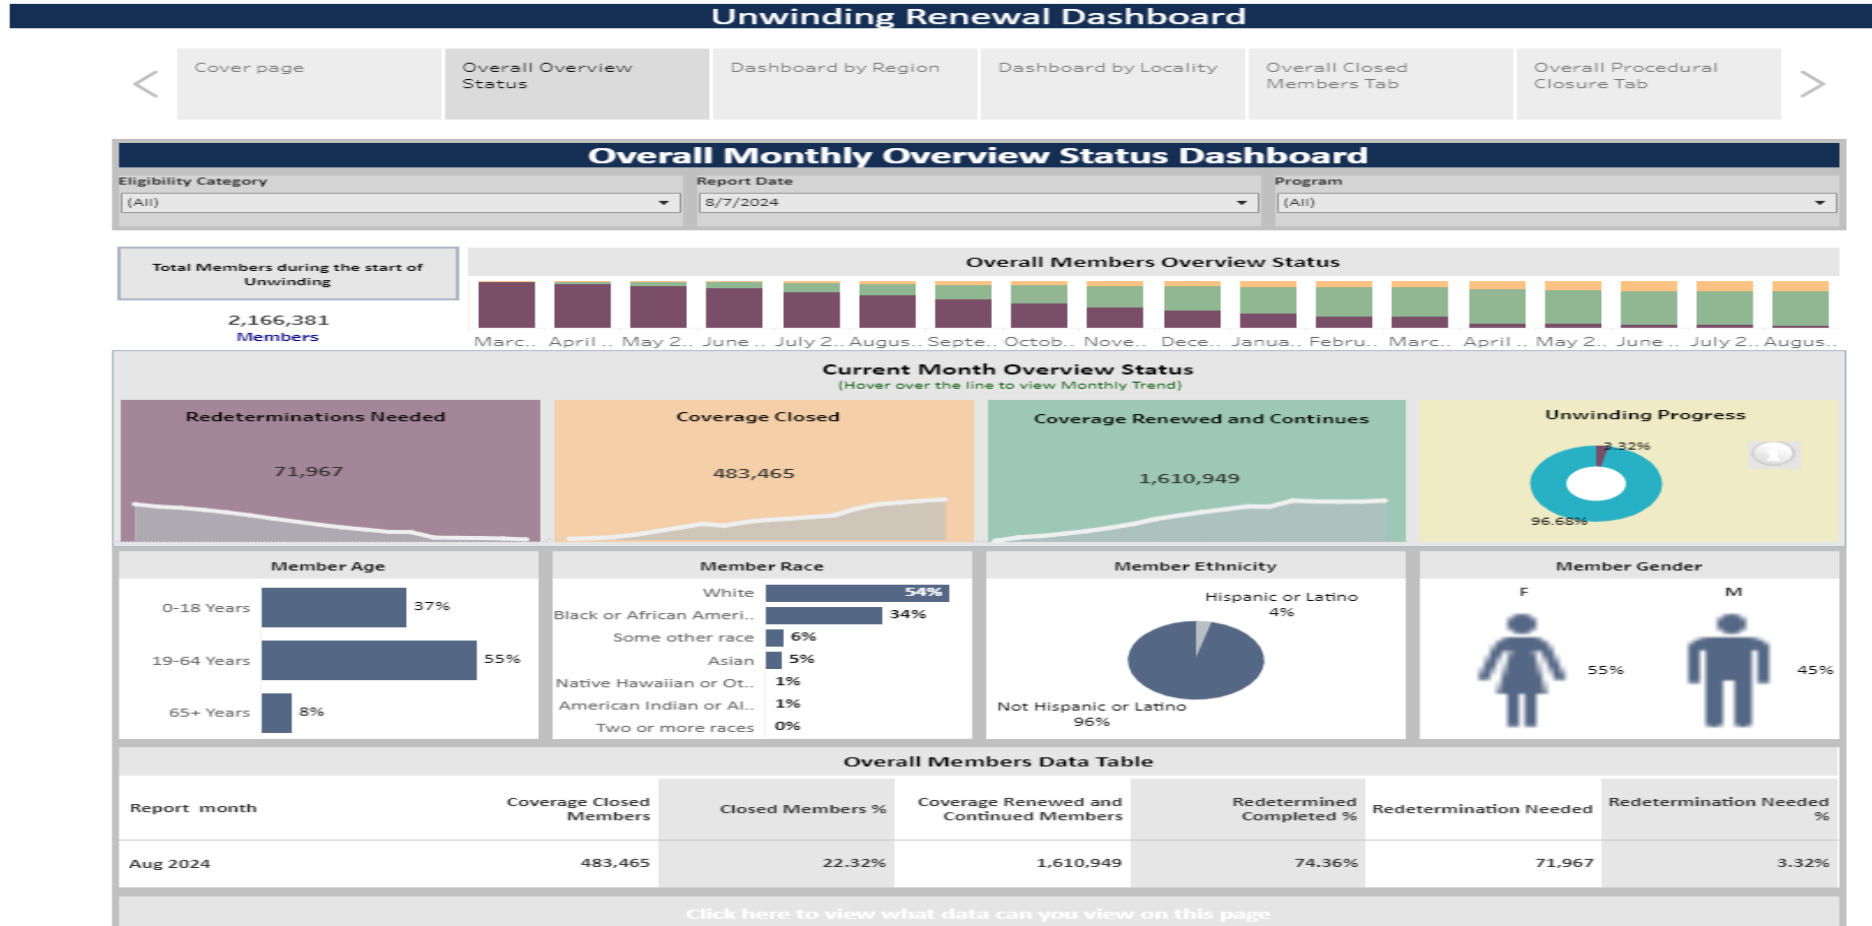 Unwinding Renewal Dashboard
Cover page
Overall Overview
Status
Dashboard by Region
Dashboard by Locality
Overall Closed
Members Tab
Overall Procedural
Closure Tab
Overall Monthly Overview Status Dashboard
Eligibility Category
Report Date
Program
(All)
8/7/2024
(All)
Total Members during the start of
Unwinding
2,166,381
Members
Overall Members Overview Status
Marc.. April .. May 2.. June .. July 2.. Augus.. Septe.. Octob.. Nove.. Dece.. Janua.. Febru.. Marc.. April .. May 2.. June .. July 2.. Augus..
Current Month Overview Status
(Hover over the line to view Monthly Trend)
Redeterminations Needed
71,967
Coverage Closed
483,465
Coverage Renewed and Continues
1,610,949
Unwinding Progress
3.32%
96.68%
Member Age
0-18 Years 37%
19-64 Years 55%
65+ Years 8%
Member Race
White 54%
Black or African Ameri.. 34%
Some other race 6%
Asian 5%
Native Hawaiian or Ot.. 1%
American Indian or Al.. 1%
Two or more races 0%
Member Ethnicity
Hispanic or Latino
4%
Not Hispanic or Latino
96%
Member Gender
F M
55% 45%
Overall Members Data Table
Report month
Coverage Closed
Members
Closed Members %
Coverage Renewed and
Continued Members
Redetermined
Completed %
Redetermination Needed
Redetermination Needed
%
Aug 2024 483,465 22.32% 1,610,949 74.36% 71,967 3.32%
Click here to view what data can you view on this page